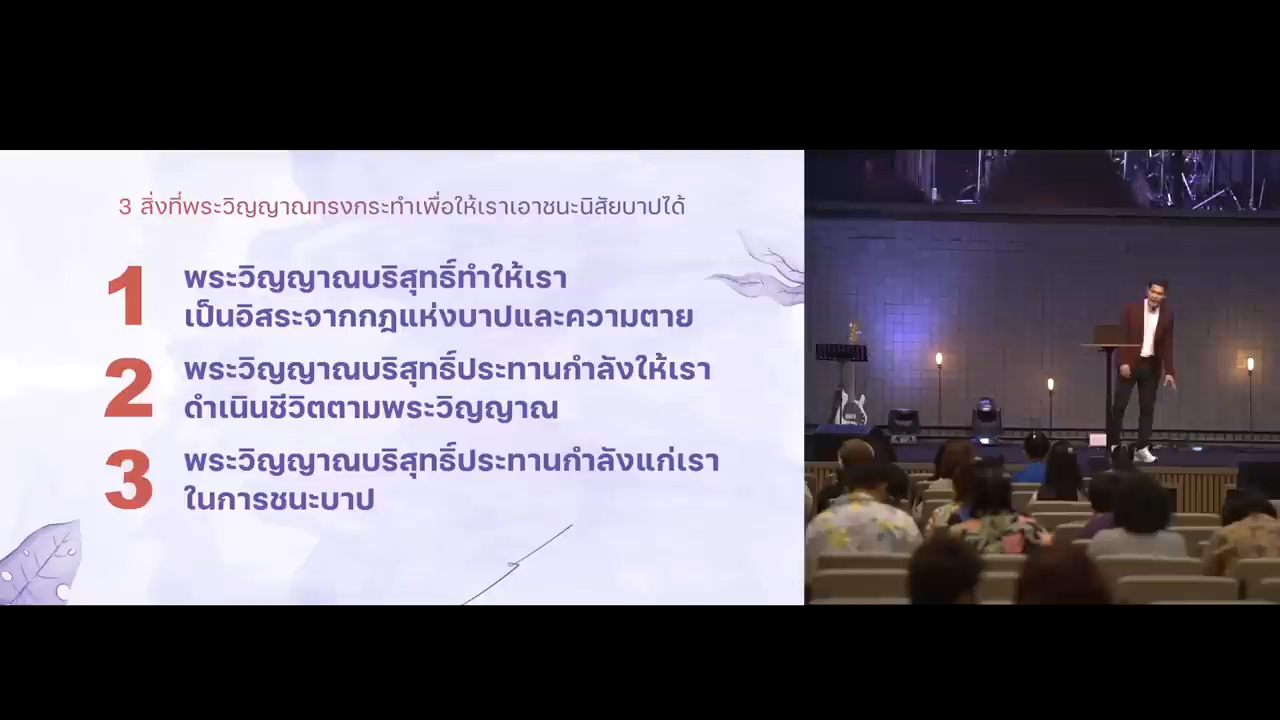 3 สิ่งที่พระวิญญาณทรงกระทำเพื่อให้เราเอาชนะนิสัยบาปได้
1 พระวิญญาณบริสุทธิ์ทำให้เรา
เป็นอิสระจากกฎแห่งบาปและความตาย
2 พระวิญญาณบริสุทธิ์ประทานกำลังให้เรา
ดำเนินชีวิตตามพระวิญญาณ
3 พระวิญญาณบริสุทธิ์ประทานกำลังแก่เรา
ในการชนะบาป